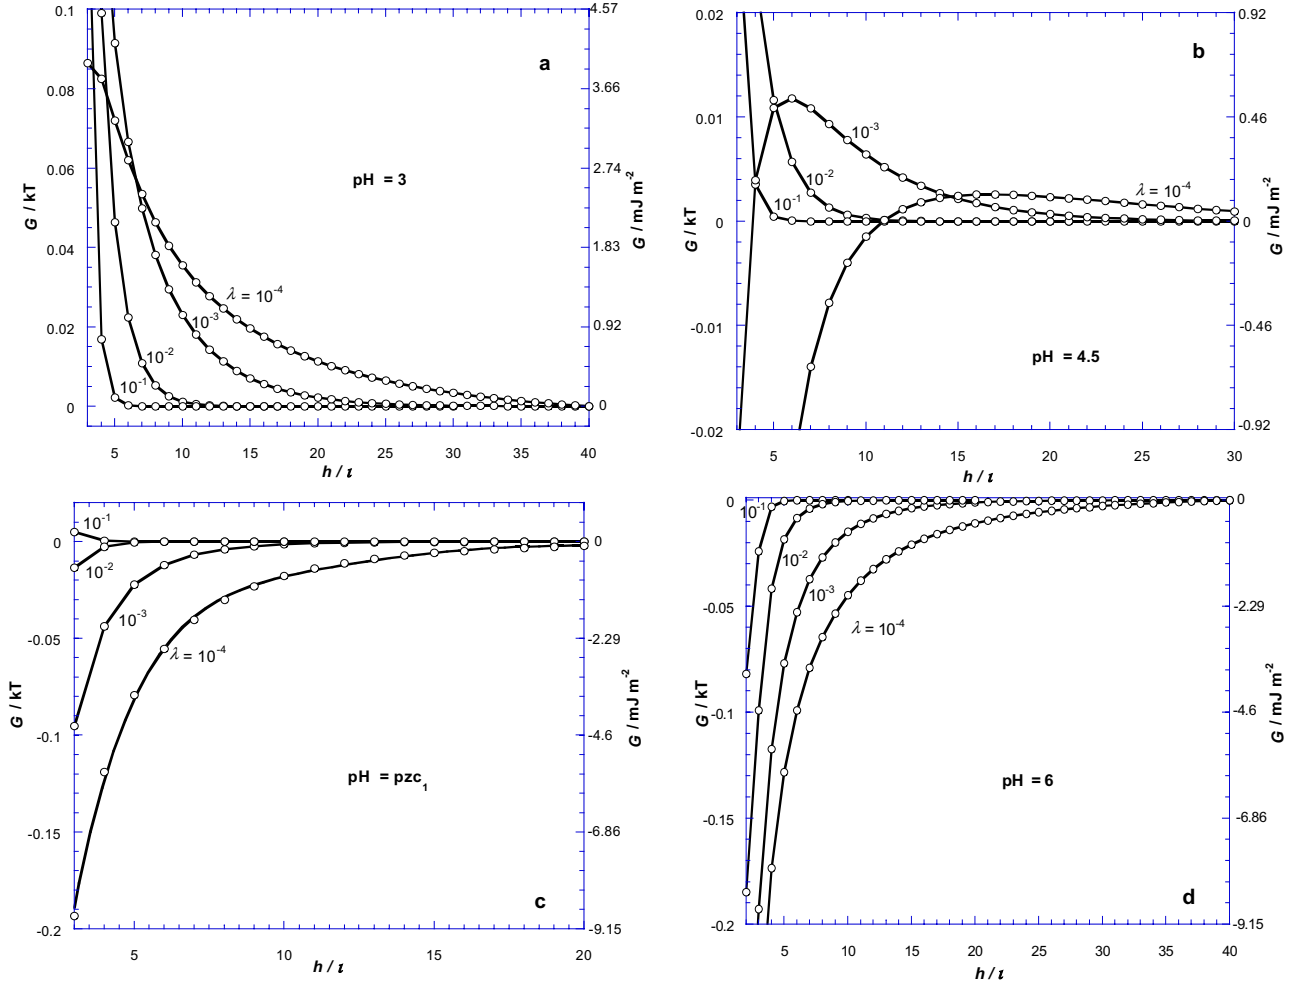 0.1
0.08
0.06
0.04
0.02
0
G / kT
4.57
3.66
2.74
1.83
0.92
0
G / mJ m-2
a
pH = 3
λ = 10-4
10-3
10-2
10-1
5 10 15 20 25 30 35 40
h / ι
0.02
0.01
0
-0.01
-0.02
G / kT
0.92
0.46
0
-0.46
-0.92
G / mJ m-2
b
10-3
10-2
10-1
λ = 10-4
pH = 4.5
5 10 15 20 25 30
h / ι
0
-0.05
-0.1
-0.15
-0.2
G / kT
0
-2.29
-4.6
-6.86
-9.15
G / mJ m-2
10-1
10-2
10-3
λ = 10-4
pH = pzc1
c
5 10 15 20
h / ι
0
-0.05
-0.1
-0.15
-0.2
G / kT
0
-2.29
-4.6
-6.86
-9.15
G / mJ m-2
10-1
10-2
10-3
λ = 10-4
pH = 6
d
5 10 15 20 25 30 35 40
h / ι